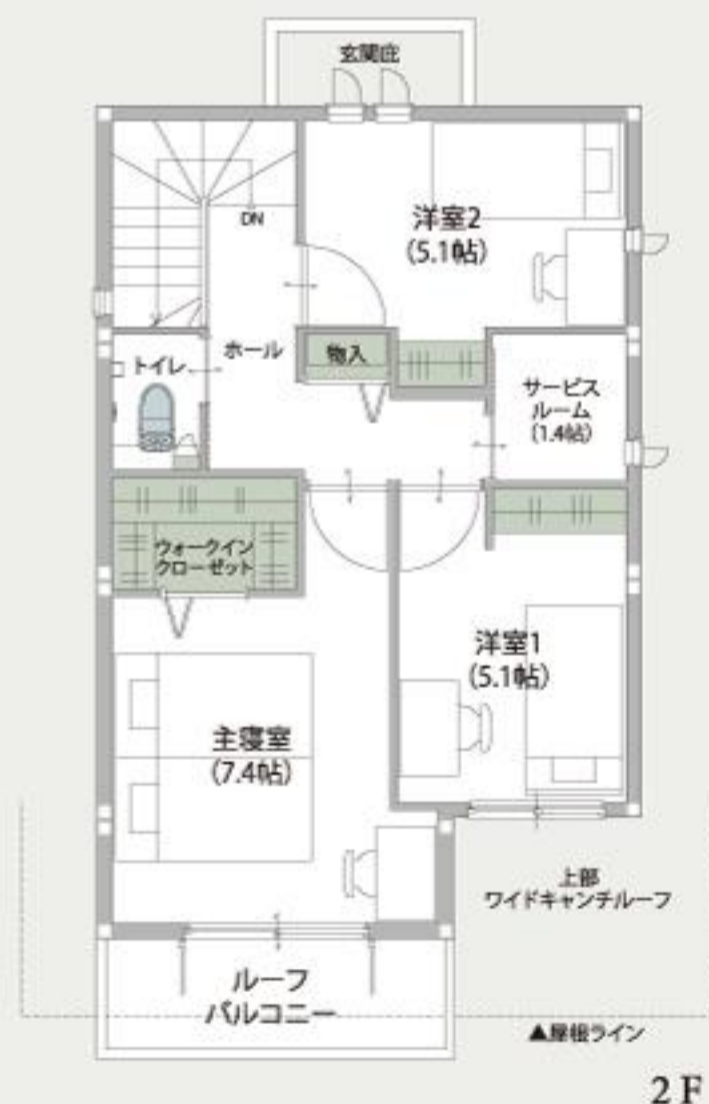 玄関庇
DN
洋室2
(5.1帖)
ホール
物入
トイレ
サービス
ルーム
(1.4帖)
ウォークイン
クローゼット
洋室1
(5.1帖)
主寝室
(7.4帖)
上部
ワイドキャンチルーフ
ルーフ
バルコニー
▲屋根ライン
2F